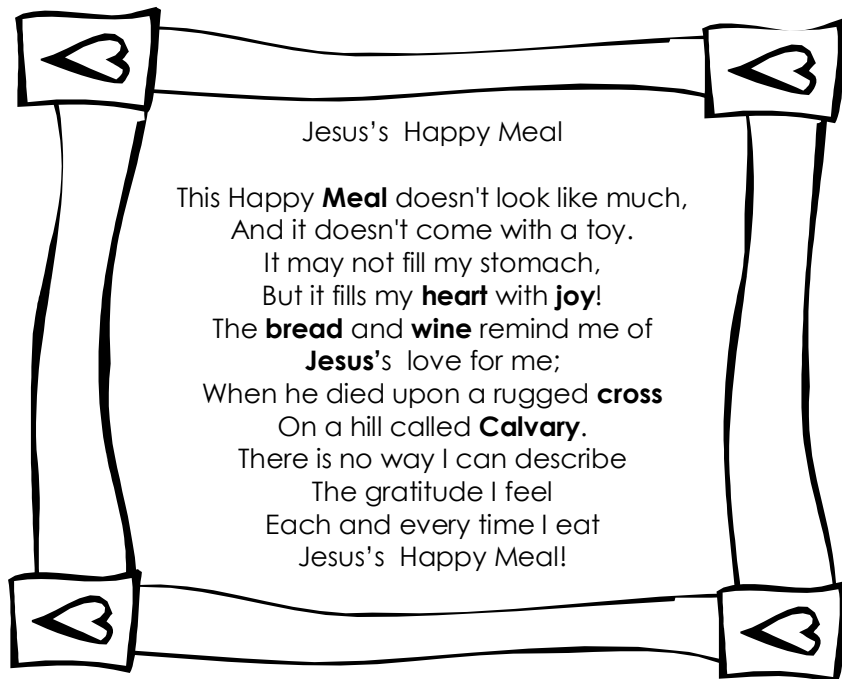 Jesus's Happy Meal
This Happy Meal doesn't look like much,
And it doesn't come with a toy.
It may not fill my stomach,
But it fills my heart with joy!
The bread and wine remind me of
Jesus's love for me;
When he died upon a rugged cross
On a hill called Calvary.
There is no way I can describe
The gratitude I feel
Each and every time I eat
Jesus's Happy Meal!